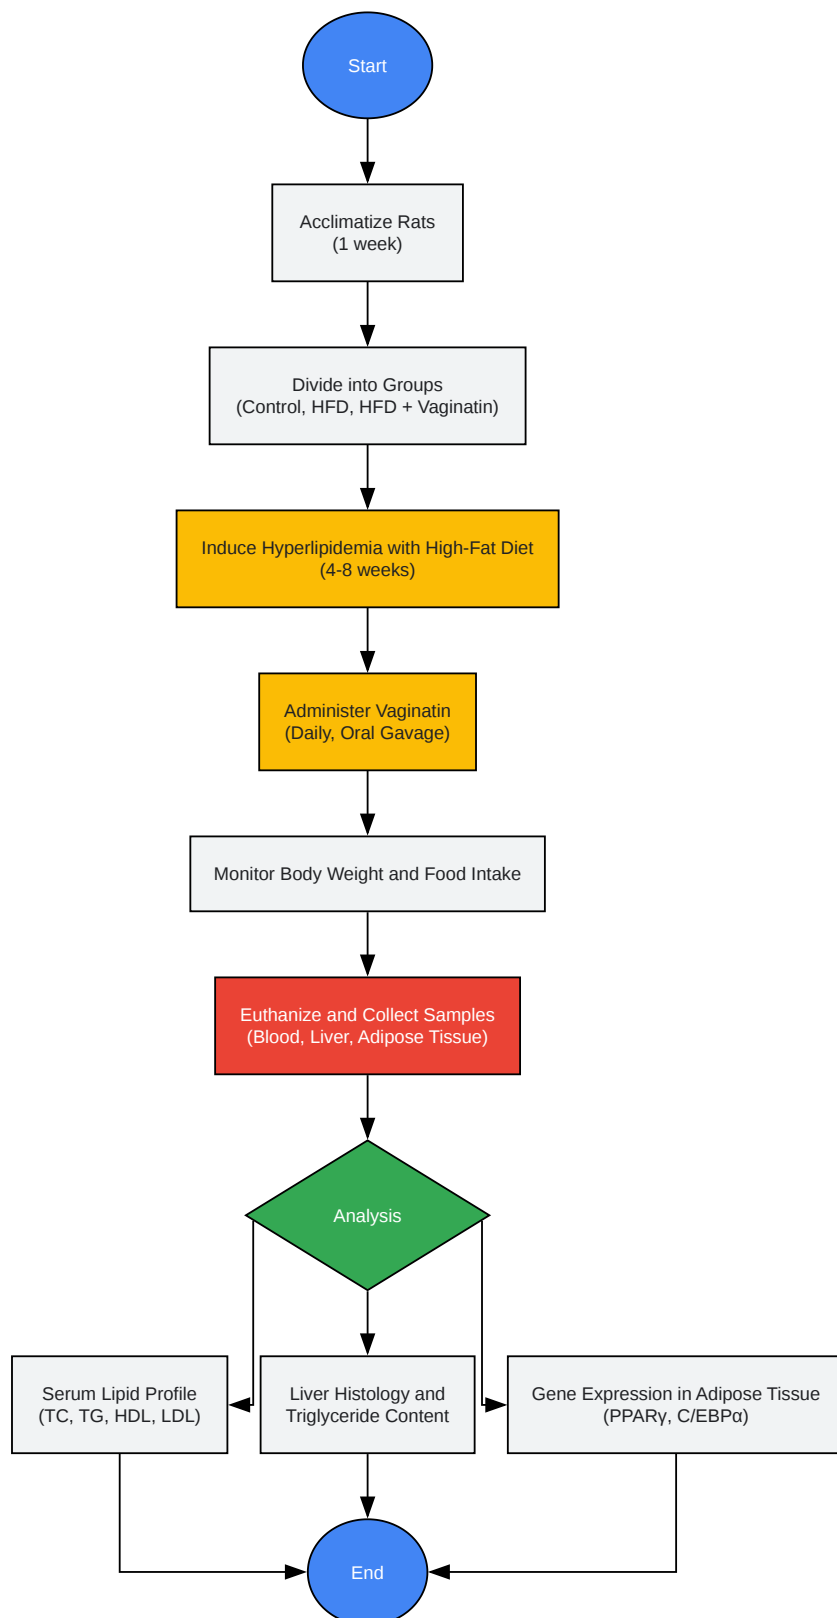 Start
Acclimatize Rats
(1 week)
Divide into Groups
(Control, HFD, HFD + Vaginatin)
Induce Hyperlipidemia with High-Fat Diet
(4-8 weeks)
Administer Vaginatin
(Daily, Oral Gavage)
Monitor Body Weight and Food Intake
Euthanize and Collect Samples
(Blood, Liver, Adipose Tissue)
Analysis
Serum Lipid Profile
(TC, TG, HDL, LDL)
Liver Histology and
Triglyceride Content
Gene Expression in Adipose Tissue
(PPARγ, C/EBPα)
End